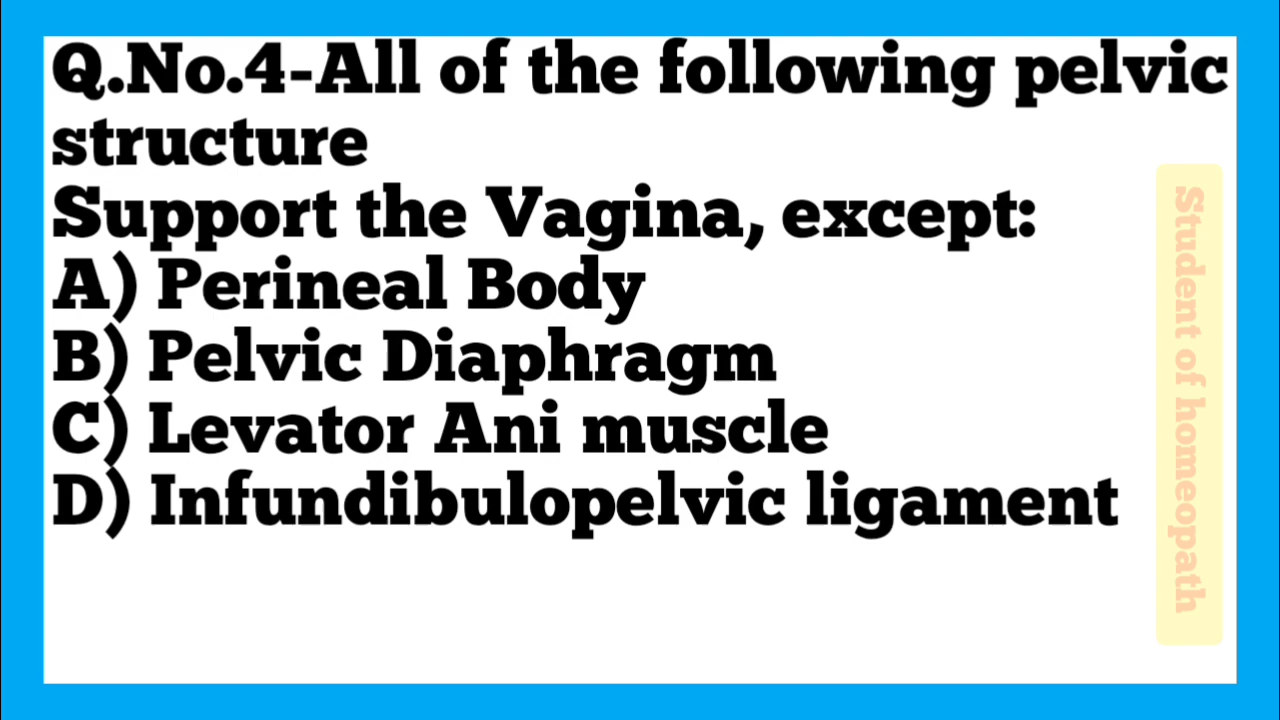 Q.No.4-All of the following pelvic
structure
Support the Vagina, except:
A) Perineal Body
B) Pelvic Diaphragm
C) Levator Ani muscle
D) Infundibulopelvic ligament
Student of homeopath